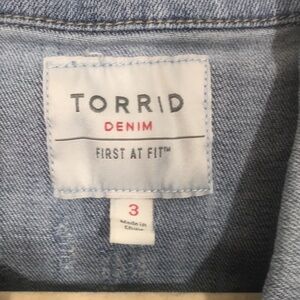 TORRID
DENIM
FIRST AT FIT™
3
Made in
China